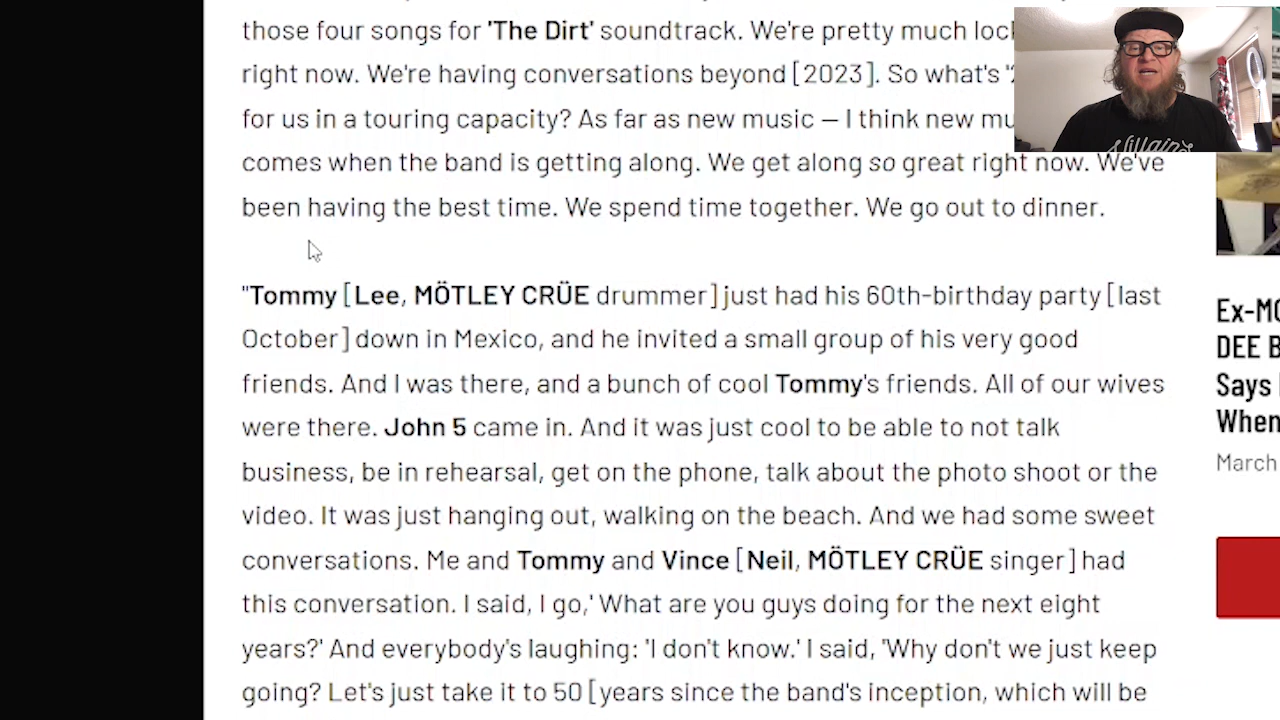 those four songs for 'The Dirt' soundtrack. We're pretty much
right now. We're having conversations beyond [2023]. So what's
for us in a touring capacity? As far as new music — I think new
comes when the band is getting along. We get along so great right now. We've
been having the best time. We spend time together. We go out to dinner.
"Tommy [Lee, MÖTLEY CRÜE drummer] just had his 60th-birthday party [last
October] down in Mexico, and he invited a small group of his very good
friends. And I was there, and a bunch of cool Tommy's friends. All of our wives
were there. John 5 came in. And it was just cool to be able to not talk
business, be in rehearsal, get on the phone, talk about the photo shoot or the
video. It was just hanging out, walking on the beach. And we had some sweet
conversations. Me and Tommy and Vince [Neil, MÖTLEY CRÜE singer] had
this conversation. I said, I go,' What are you guys doing for the next eight
years?' And everybody's laughing: 'I don't know.' I said, 'Why don't we just keep
going? Let's just take it to 50 [years since the band's inception, which will be
Villains
Ex-MÖ
DEE B
Says
When
March